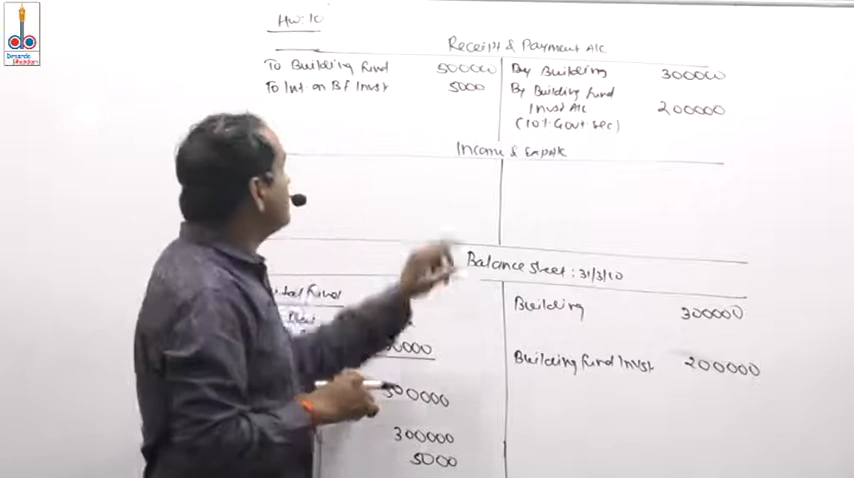 HW:10
Receipt & Payment A/c
To Building Fund 500000 By Building 300000
To Int on BF Invst 5000 By Building Fund
Invst A/c 200000
(10% Govt Sec)
Income & Exp A/c
Balance Sheet : 31/3/10
Fund
Building 300000
Building Fund Invst 200000
300000
5000